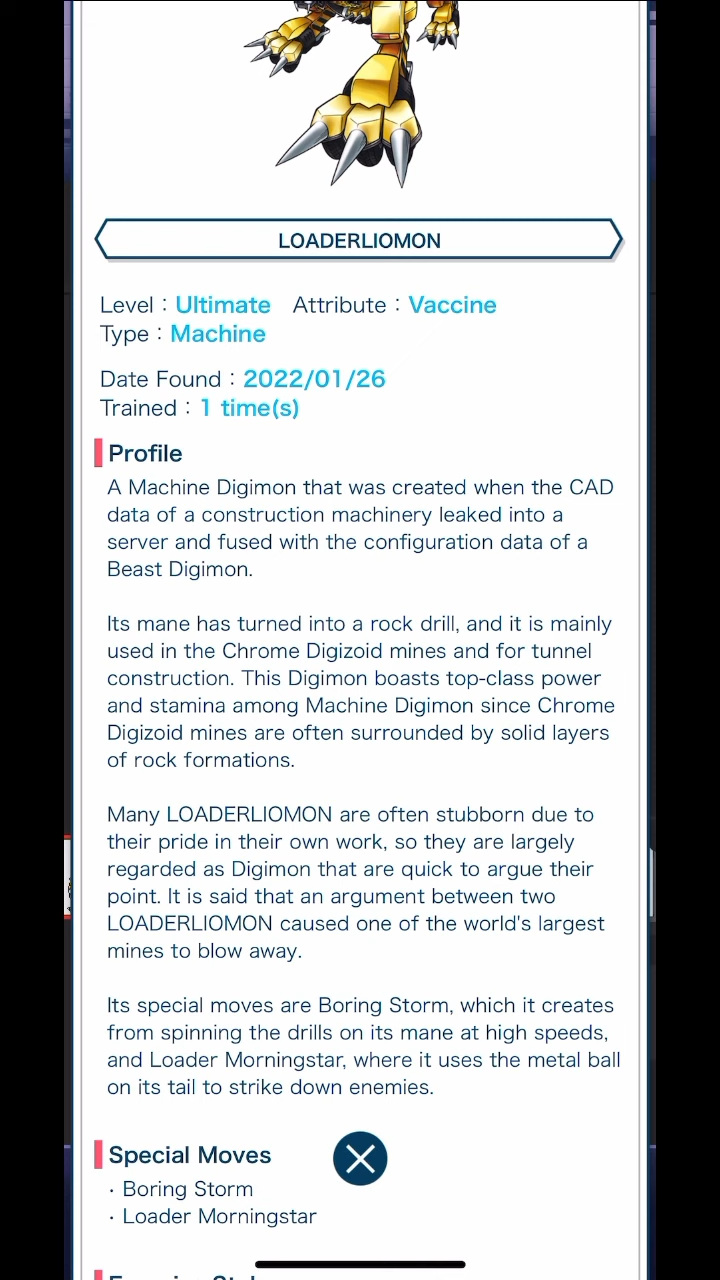 LOADERLIOMON
Level : Ultimate Attribute : Vaccine
Type : Machine
Date Found : 2022/01/26
Trained : 1 time(s)
Profile
A Machine Digimon that was created when the CAD
data of a construction machinery leaked into a
server and fused with the configuration data of a
Beast Digimon.
Its mane has turned into a rock drill, and it is mainly
used in the Chrome Digizoid mines and for tunnel
construction. This Digimon boasts top-class power
and stamina among Machine Digimon since Chrome
Digizoid mines are often surrounded by solid layers
of rock formations.
Many LOADERLIOMON are often stubborn due to
their pride in their own work, so they are largely
regarded as Digimon that are quick to argue their
point. It is said that an argument between two
LOADERLIOMON caused one of the world's largest
mines to blow away.
Its special moves are Boring Storm, which it creates
from spinning the drills on its mane at high speeds,
and Loader Morningstar, where it uses the metal ball
on its tail to strike down enemies.
Special Moves
· Boring Storm
· Loader Morningstar